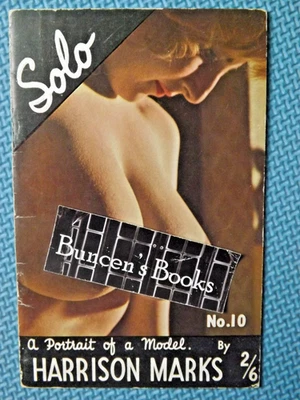 Solo
Buncen's Books
No.10
A Portrait of a Model. By
HARRISON MARKS 2/6